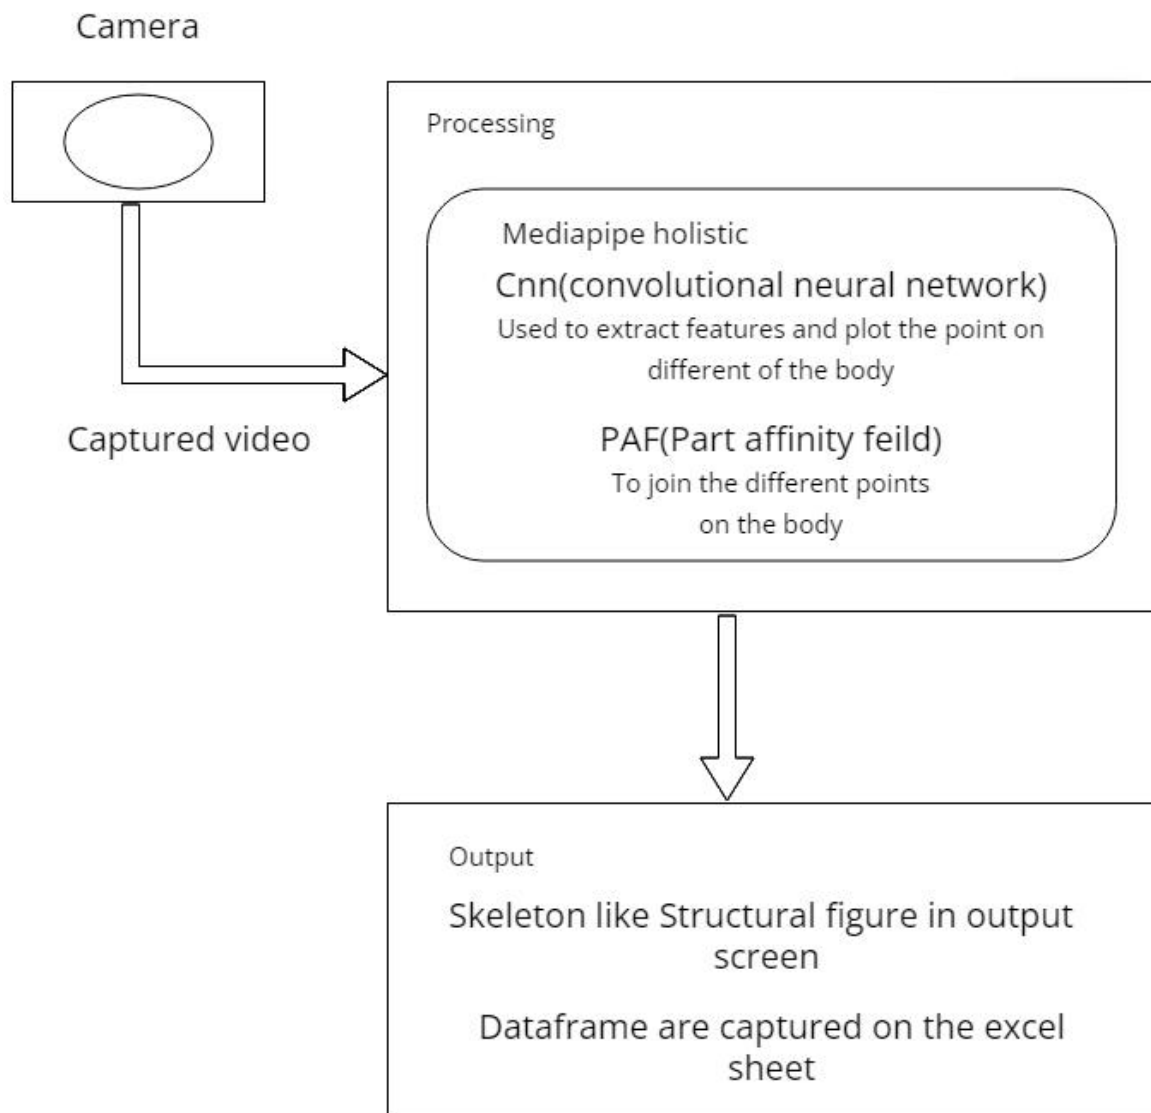 Camera
Captured video
Processing
Mediapipe holistic
Cnn(convolutional neural network)
Used to extract features and plot the point on
different of the body
PAF(Part affinity feild)
To join the different points
on the body
Output
Skeleton like Structural figure in output
screen
Dataframe are captured on the excel
sheet